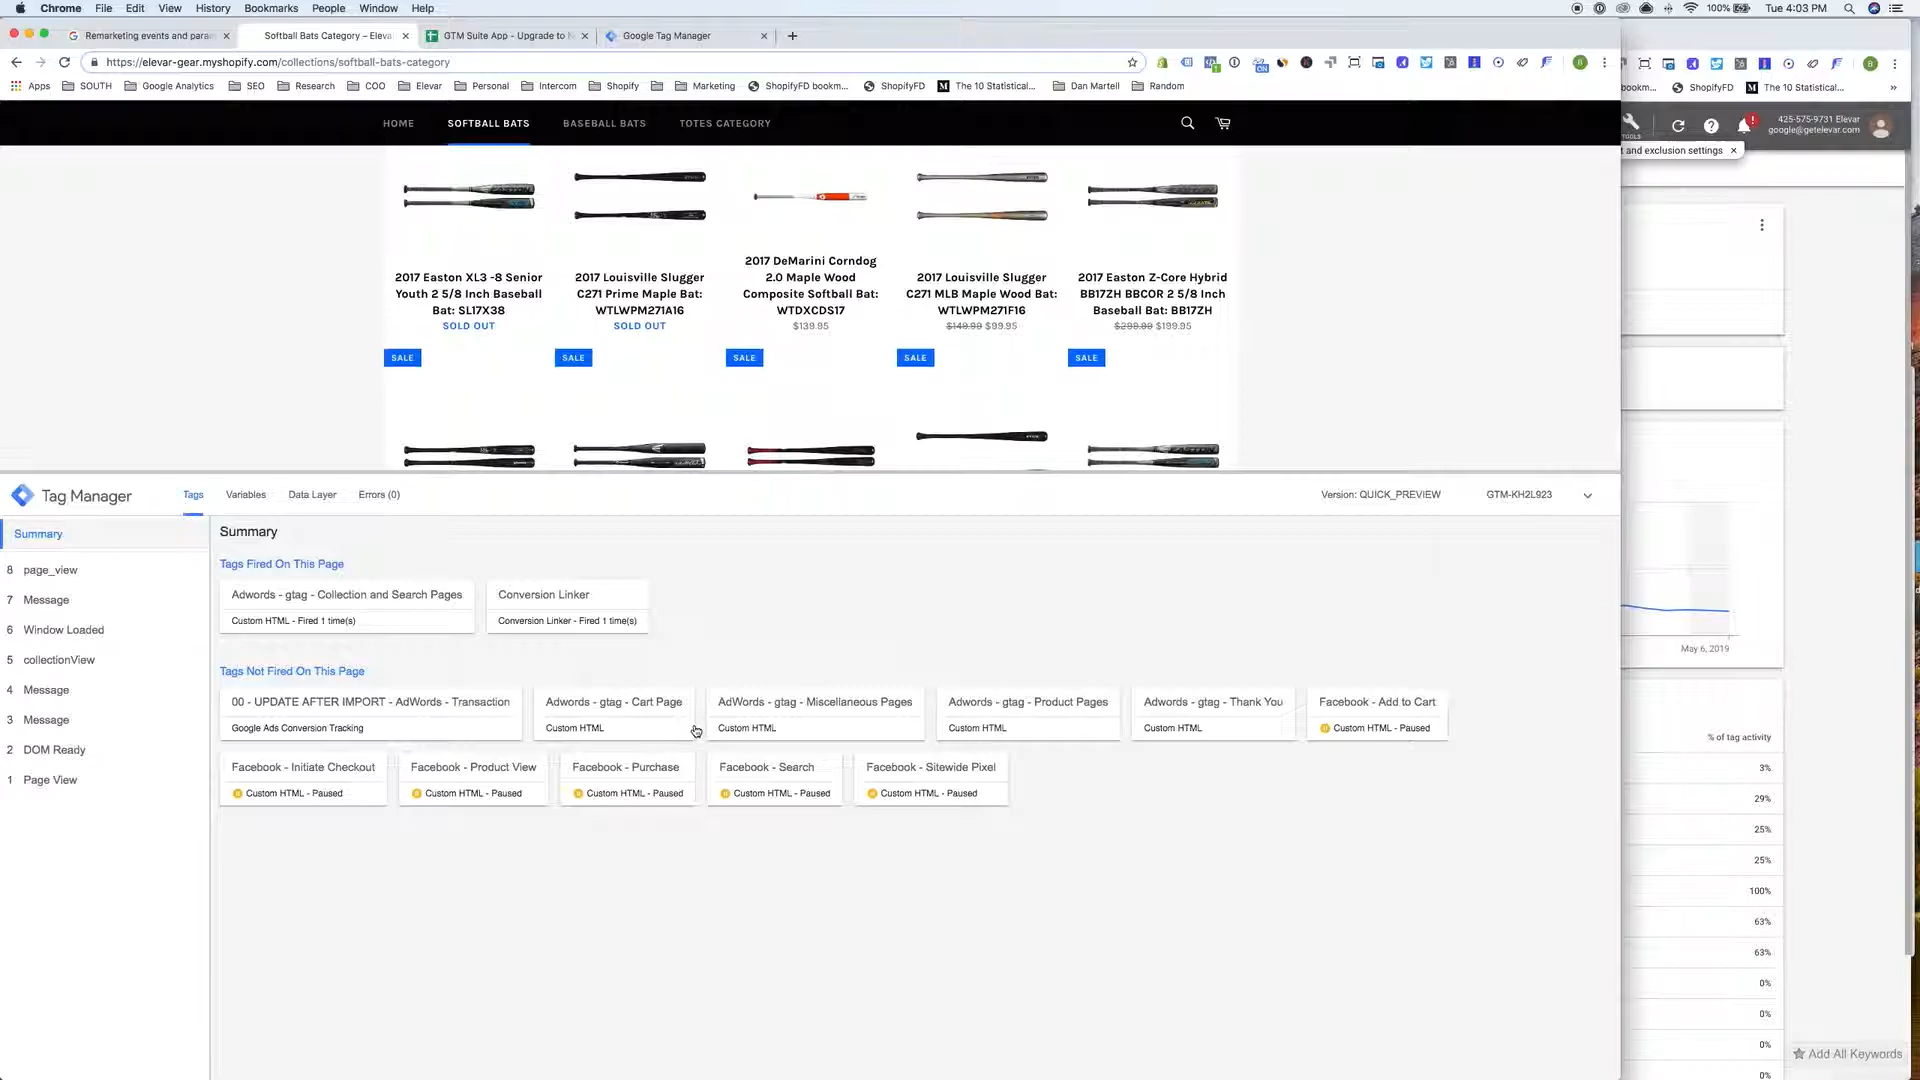 Chrome File Edit View History Bookmarks People Window Help
100% Tue 4:03 PM
Remarketing events and param
Softball Bats Category – Eleva
GTM Suite App - Upgrade to N
Google Tag Manager
https://elevar-gear.myshopify.com/collections/softball-bats-category
Apps SOUTH Google Analytics SEO Research COO Elevar Personal Intercom Shopify Marketing ShopifyFD bookm... ShopifyFD The 10 Statistical... Dan Martell Random
bookm... ShopifyFD The 10 Statistical... »
HOME SOFTBALL BATS BASEBALL BATS TOTES CATEGORY
425-575-9731 Elevar
google@getelevar.com
TOOLS
t and exclusion settings
2017 Easton XL3 -8 Senior
Youth 2 5/8 Inch Baseball
Bat: SL17X38
SOLD OUT
2017 Louisville Slugger
C271 Prime Maple Bat:
WTLWPM271A16
SOLD OUT
2017 DeMarini Corndog
2.0 Maple Wood
Composite Softball Bat:
WTDXCDS17
$139.95
2017 Louisville Slugger
C271 MLB Maple Wood Bat:
WTLWPM271F16
$149.99 $99.95
2017 Easton Z-Core Hybrid
BB17ZH BBCOR 2 5/8 Inch
Baseball Bat: BB17ZH
$299.99 $199.95
SALE SALE SALE SALE SALE
Tag Manager
Tags Variables Data Layer Errors (0)
Version: QUICK_PREVIEW GTM-KH2L923
Summary
8 page_view
7 Message
6 Window Loaded
5 collectionView
4 Message
3 Message
2 DOM Ready
1 Page View
Summary
Tags Fired On This Page
Adwords - gtag - Collection and Search Pages
Custom HTML - Fired 1 time(s)
Conversion Linker
Conversion Linker - Fired 1 time(s)
Tags Not Fired On This Page
00 - UPDATE AFTER IMPORT - AdWords - Transaction
Google Ads Conversion Tracking
Adwords - gtag - Cart Page
Custom HTML
AdWords - gtag - Miscellaneous Pages
Custom HTML
Adwords - gtag - Product Pages
Custom HTML
Adwords - gtag - Thank You
Custom HTML
Facebook - Add to Cart
Custom HTML - Paused
Facebook - Initiate Checkout
Custom HTML - Paused
Facebook - Product View
Custom HTML - Paused
Facebook - Purchase
Custom HTML - Paused
Facebook - Search
Custom HTML - Paused
Facebook - Sitewide Pixel
Custom HTML - Paused
May 6, 2019
% of tag activity
3%
29%
25%
25%
100%
63%
63%
0%
0%
0%
0%
Add All Keywords